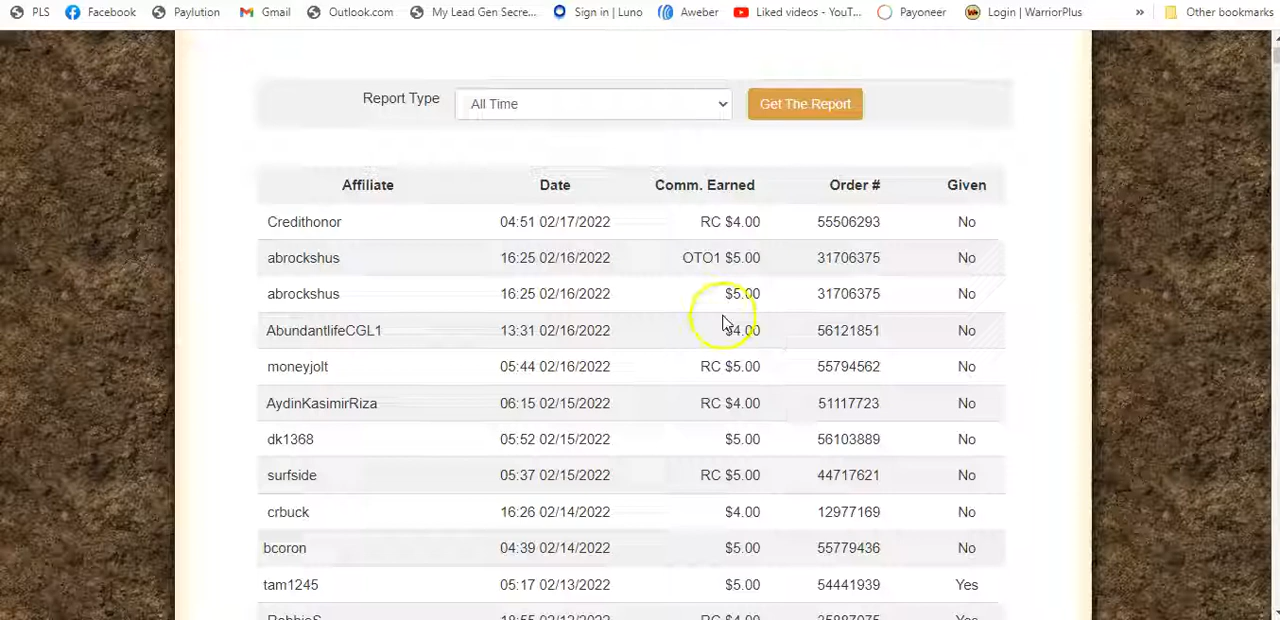 PLS Paylution Gmail Outlook.com My Lead Gen Secre... Sign in | Luno Aweber Liked videos - YouT... Payoneer Login | WarriorPlus » Other bookmarks
Report Type All Time Get The Report
Affiliate Date Comm. Earned Order # Given
Credithonor 04:51 02/17/2022 RC $4.00 55506293 No
abrockshus 16:25 02/16/2022 OTO1 $5.00 31706375 No
abrockshus 16:25 02/16/2022 $5.00 31706375 No
AbundantlifeCGL1 13:31 02/16/2022 $4.00 56121851 No
moneyjolt 05:44 02/16/2022 RC $5.00 55794562 No
AydinKasimirRiza 06:15 02/15/2022 RC $4.00 51117723 No
dk1368 05:52 02/15/2022 $5.00 56103889 No
surfside 05:37 02/15/2022 RC $5.00 44717621 No
crbuck 16:26 02/14/2022 $4.00 12977169 No
bcoron 04:39 02/14/2022 $5.00 55779436 No
tam1245 05:17 02/13/2022 $5.00 54441939 Yes
RC $4.00 Yes